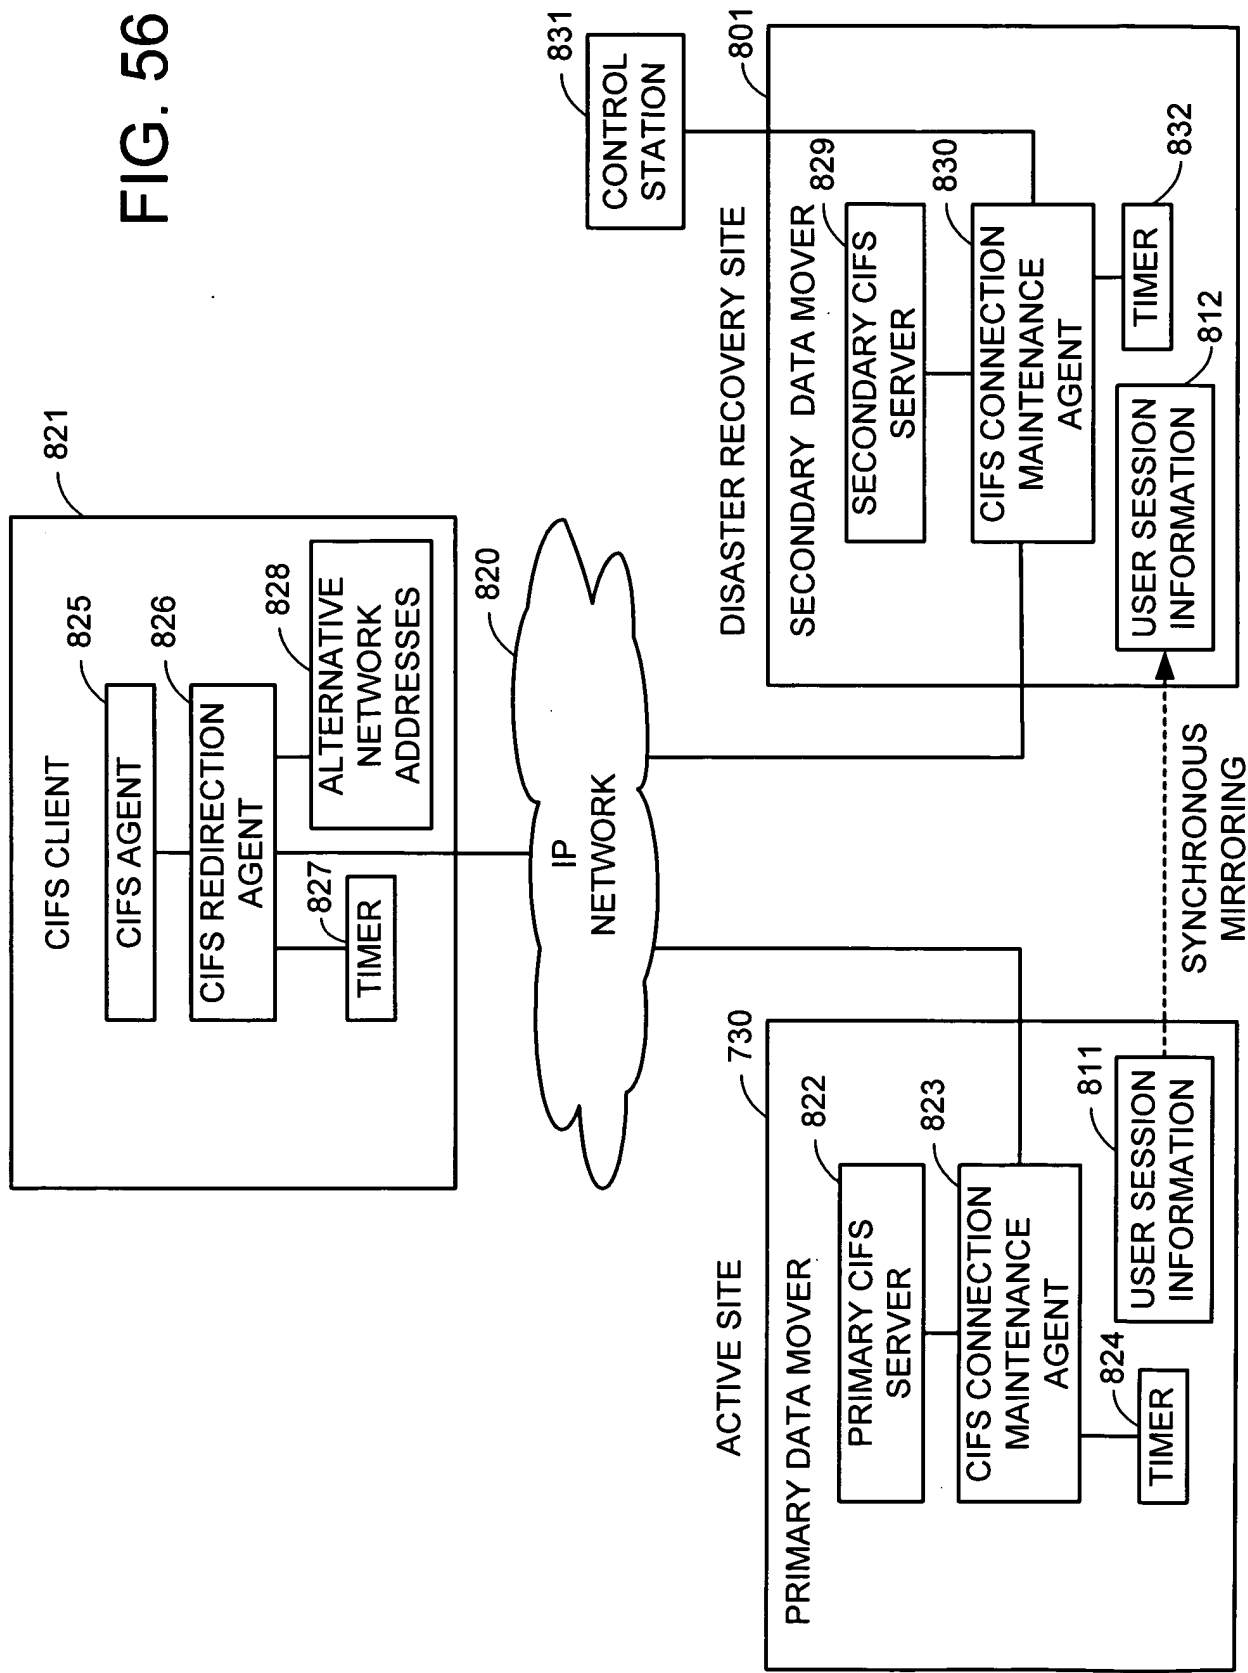 FIG. 56
821
CIFS CLIENT
825
CIFS AGENT
826
CIFS REDIRECTION
AGENT
827
TIMER
828
ALTERNATIVE
NETWORK
ADDRESSES
820
IP
NETWORK
831
CONTROL
STATION
ACTIVE SITE
730
PRIMARY DATA MOVER
822
PRIMARY CIFS
SERVER
823
CIFS CONNECTION
MAINTENANCE
AGENT
824
TIMER
811
USER SESSION
INFORMATION
SYNCHRONOUS
MIRRORING
DISASTER RECOVERY SITE
801
SECONDARY DATA MOVER
829
SECONDARY CIFS
SERVER
830
CIFS CONNECTION
MAINTENANCE
AGENT
832
TIMER
812
USER SESSION
INFORMATION